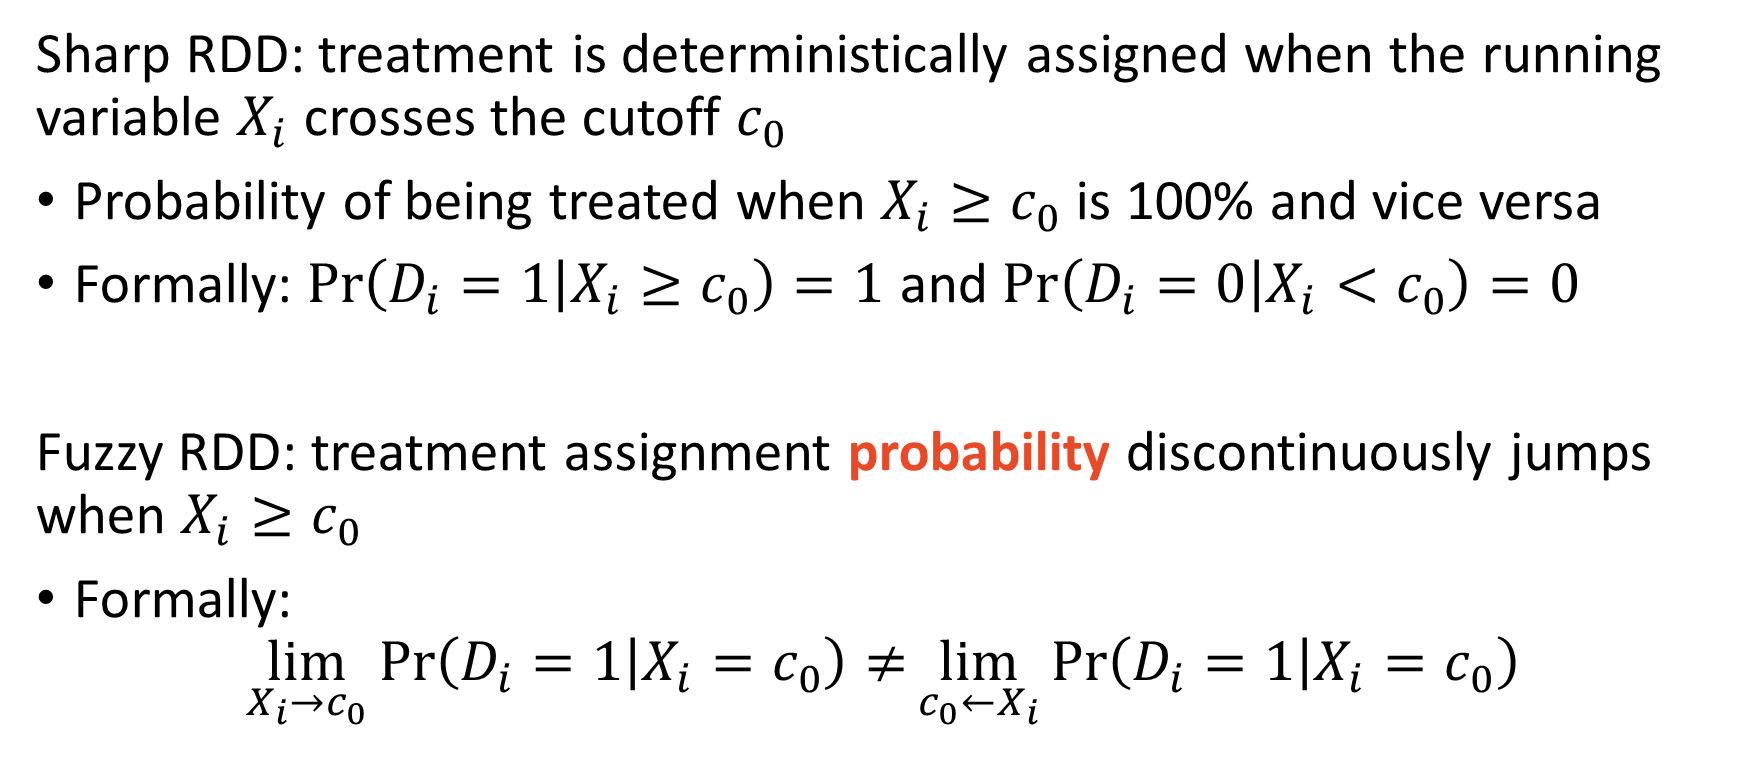 Sharp RDD: treatment is deterministically assigned when the running
variable Xᵢ crosses the cutoff c₀
• Probability of being treated when Xᵢ ≥ c₀ is 100% and vice versa
• Formally: Pr(Dᵢ = 1|Xᵢ ≥ c₀) = 1 and Pr(Dᵢ = 0|Xᵢ < c₀) = 0
Fuzzy RDD: treatment assignment probability discontinuously jumps
when Xᵢ ≥ c₀
• Formally:
lim Pr(Dᵢ = 1|Xᵢ = c₀) ≠ lim Pr(Dᵢ = 1|Xᵢ = c₀)
Xᵢ→c₀ c₀←Xᵢ